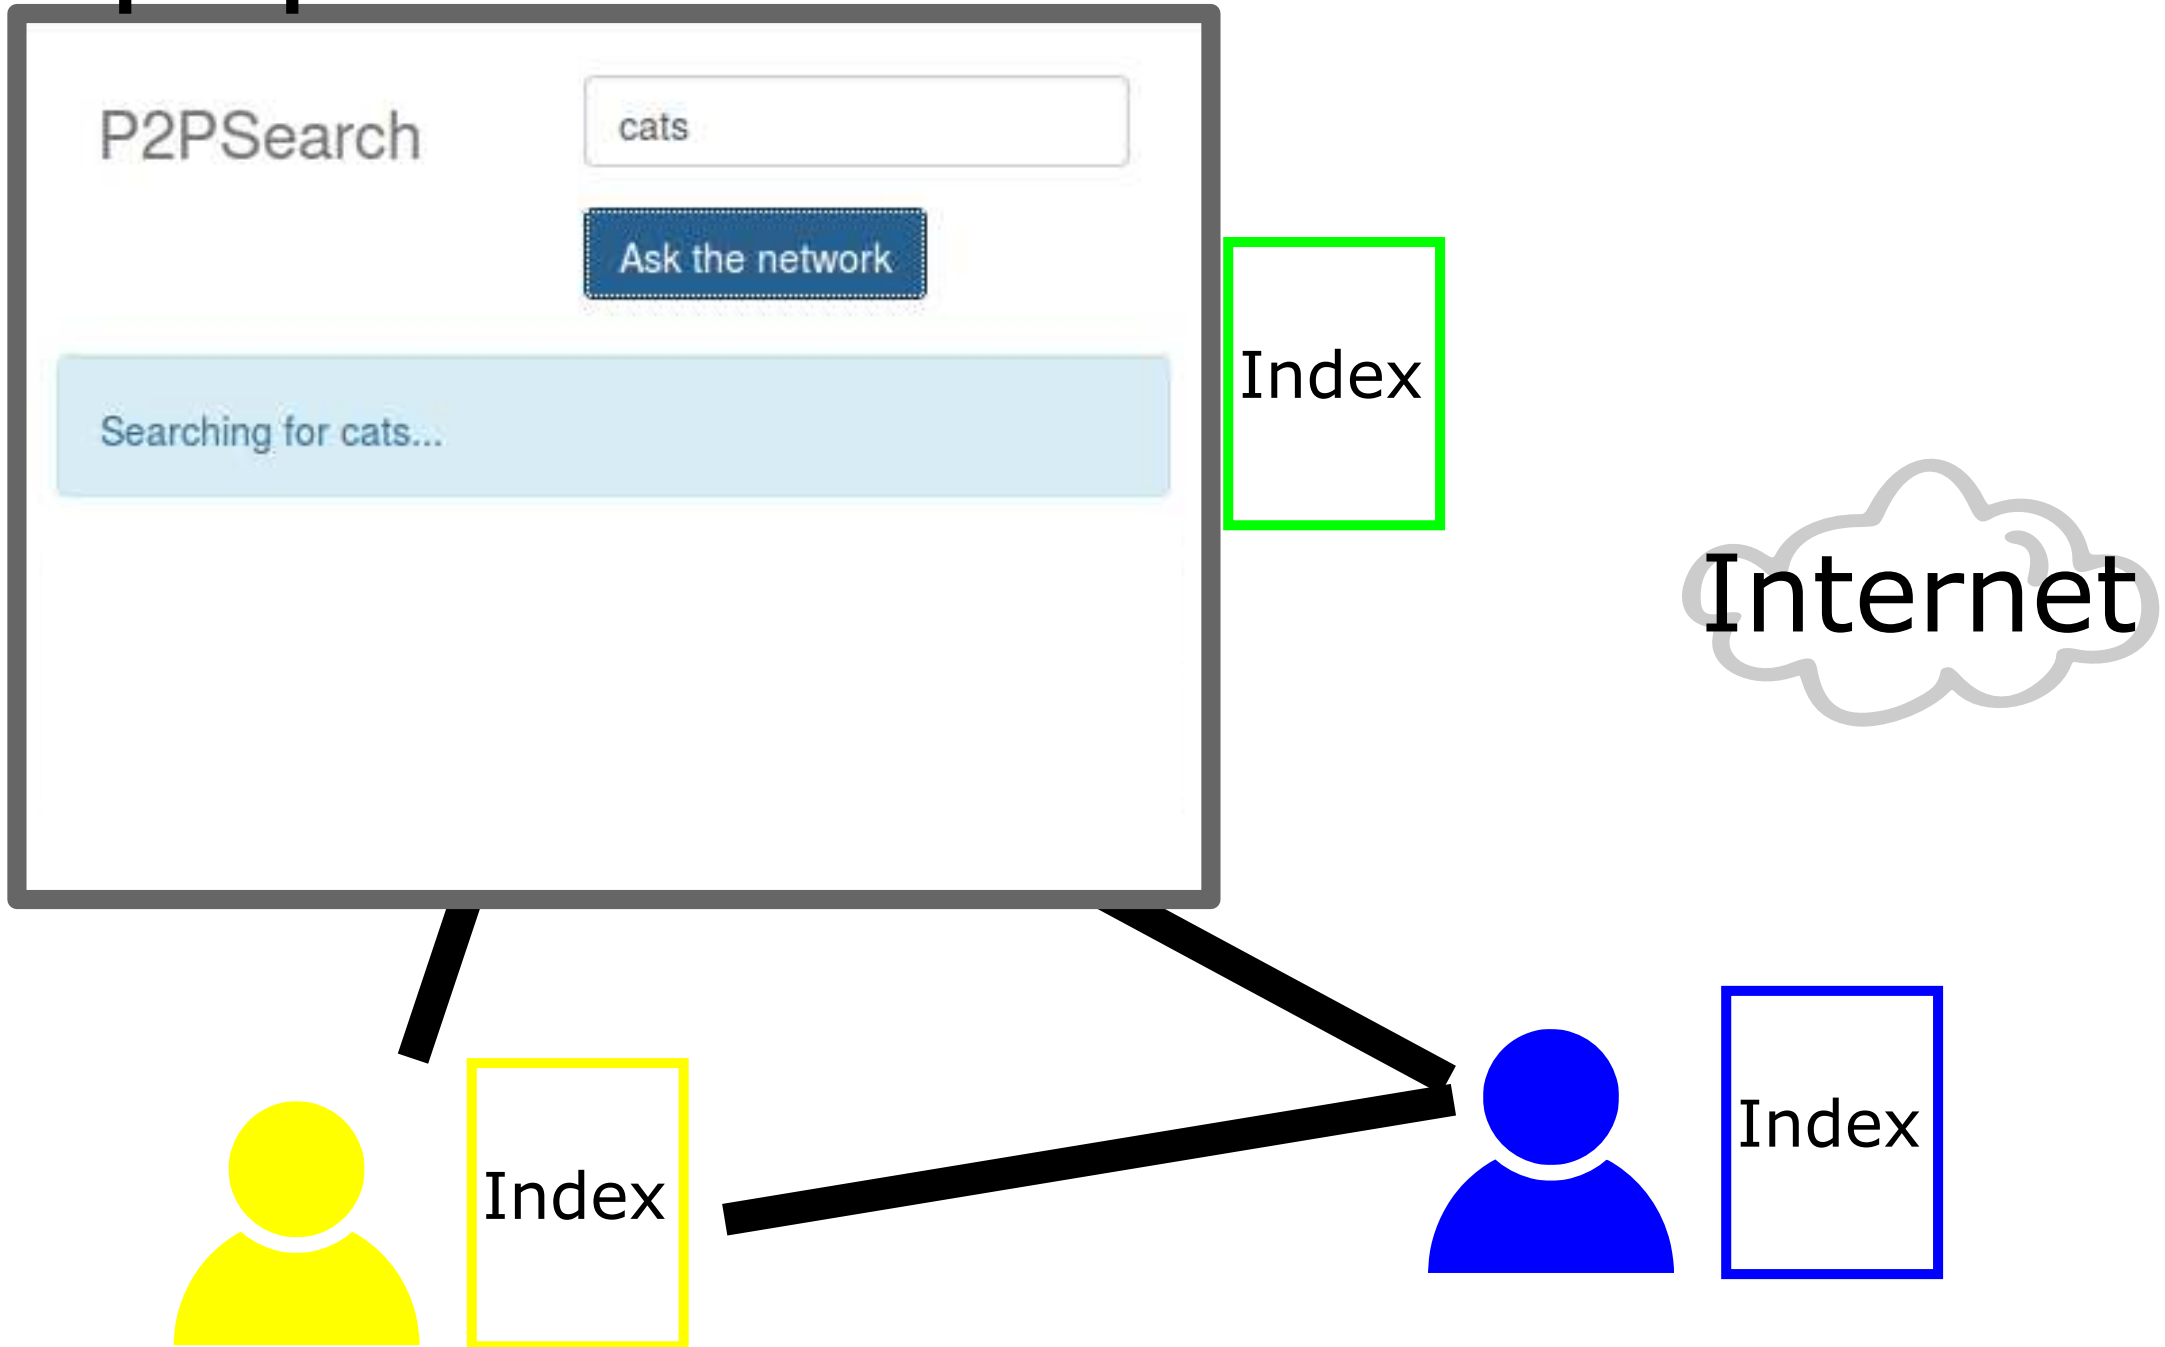 P2PSearch
cats
Ask the network
Searching for cats...
Index
Internet
Index
Index